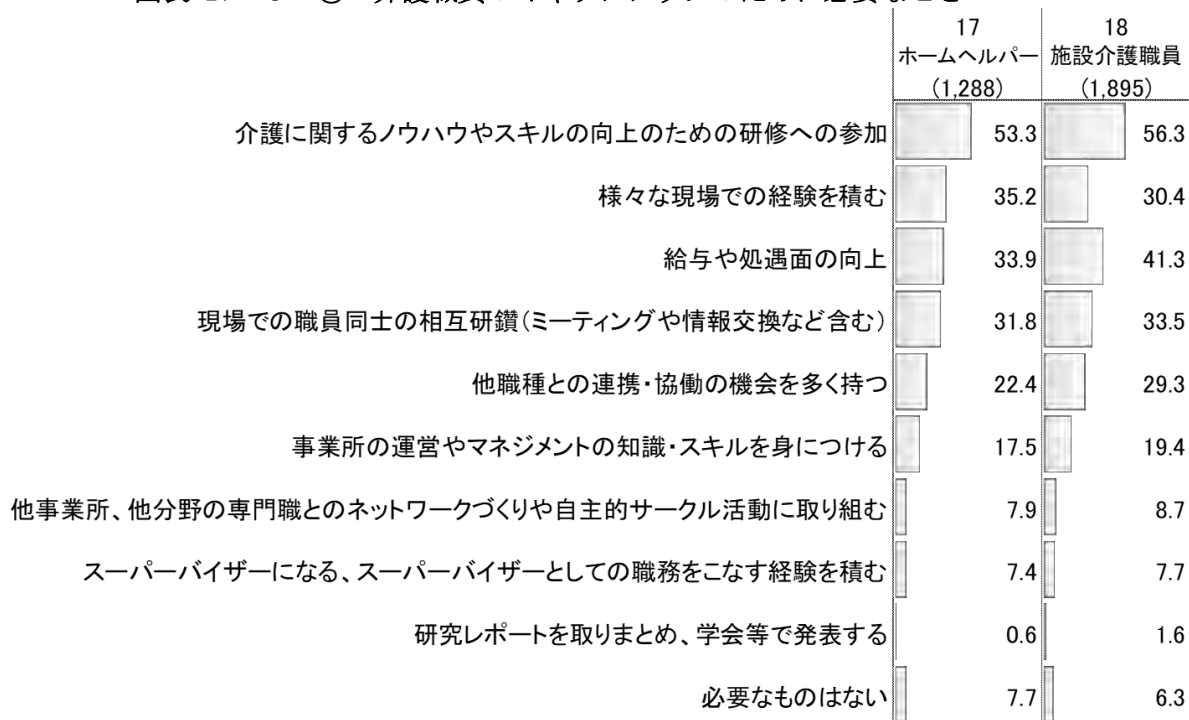 17 18
ホームヘルパー 施設介護職員
(1,288) (1,895)
介護に関するノウハウやスキルの向上のための研修への参加 53.3 56.3
様々な現場での経験を積む 35.2 30.4
給与や処遇面の向上 33.9 41.3
現場での職員同士の相互研鑽(ミーティングや情報交換など含む) 31.8 33.5
他職種との連携・協働の機会を多く持つ 22.4 29.3
事業所の運営やマネジメントの知識・スキルを身につける 17.5 19.4
他事業所、他分野の専門職とのネットワークづくりや自主的サークル活動に取り組む 7.9 8.7
スーパーバイザーになる、スーパーバイザーとしての職務をこなす経験を積む 7.4 7.7
研究レポートを取りまとめ、学会等で発表する 0.6 1.6
必要なものはない 7.7 6.3